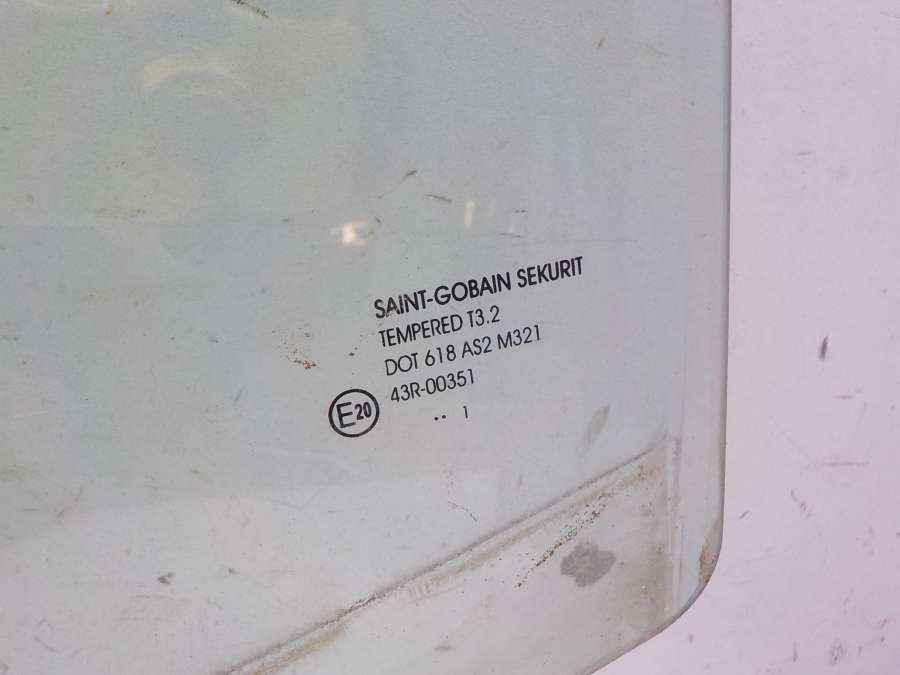 SAINT-GOBAIN SEKURIT
TEMPERED T3.2
DOT 618 AS2 M321
43R-00351
E20
.. 1